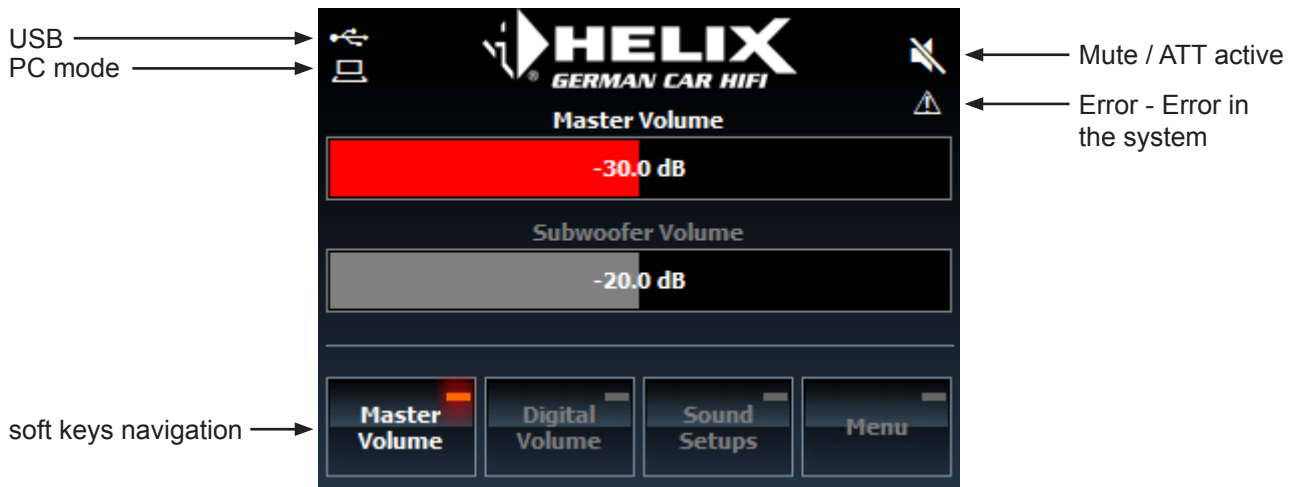 USB
PC mode
HELIX
GERMAN CAR HIFI
Mute / ATT active
Error - Error in
the system
Master Volume
-30.0 dB
Subwoofer Volume
-20.0 dB
soft keys navigation
Master
Volume
Digital
Volume
Sound
Setups
Menu